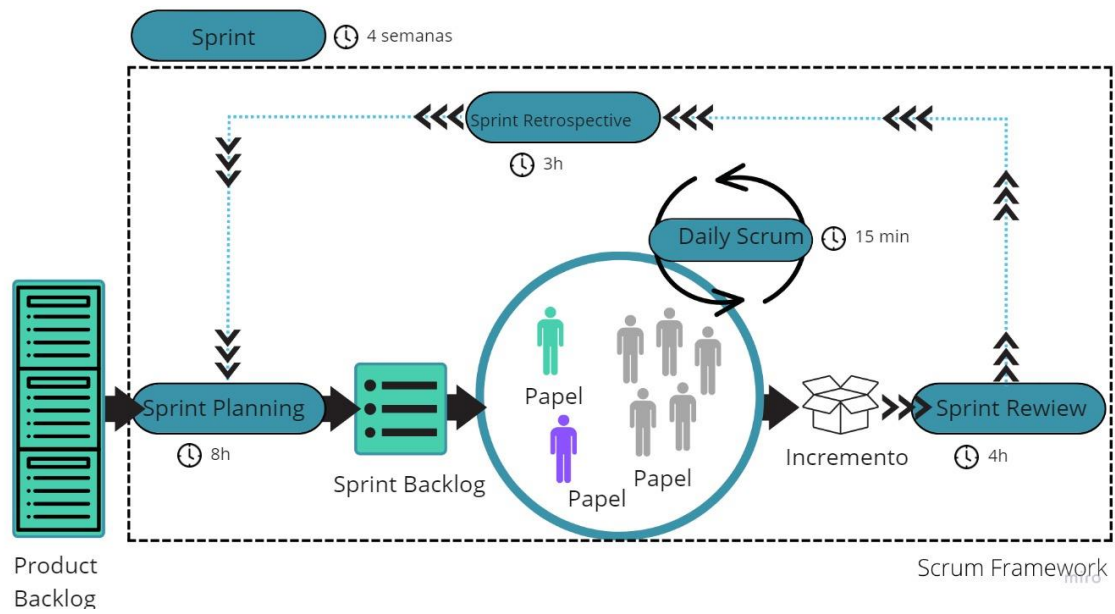 Sprint
4 semanas
Sprint Retrospective
3h
Daily Scrum
15 min
Papel
Papel
Papel
Sprint Planning
8h
Sprint Backlog
Incremento
Sprint Rewiew
4h
Product
Backlog
Scrum Framework
miro